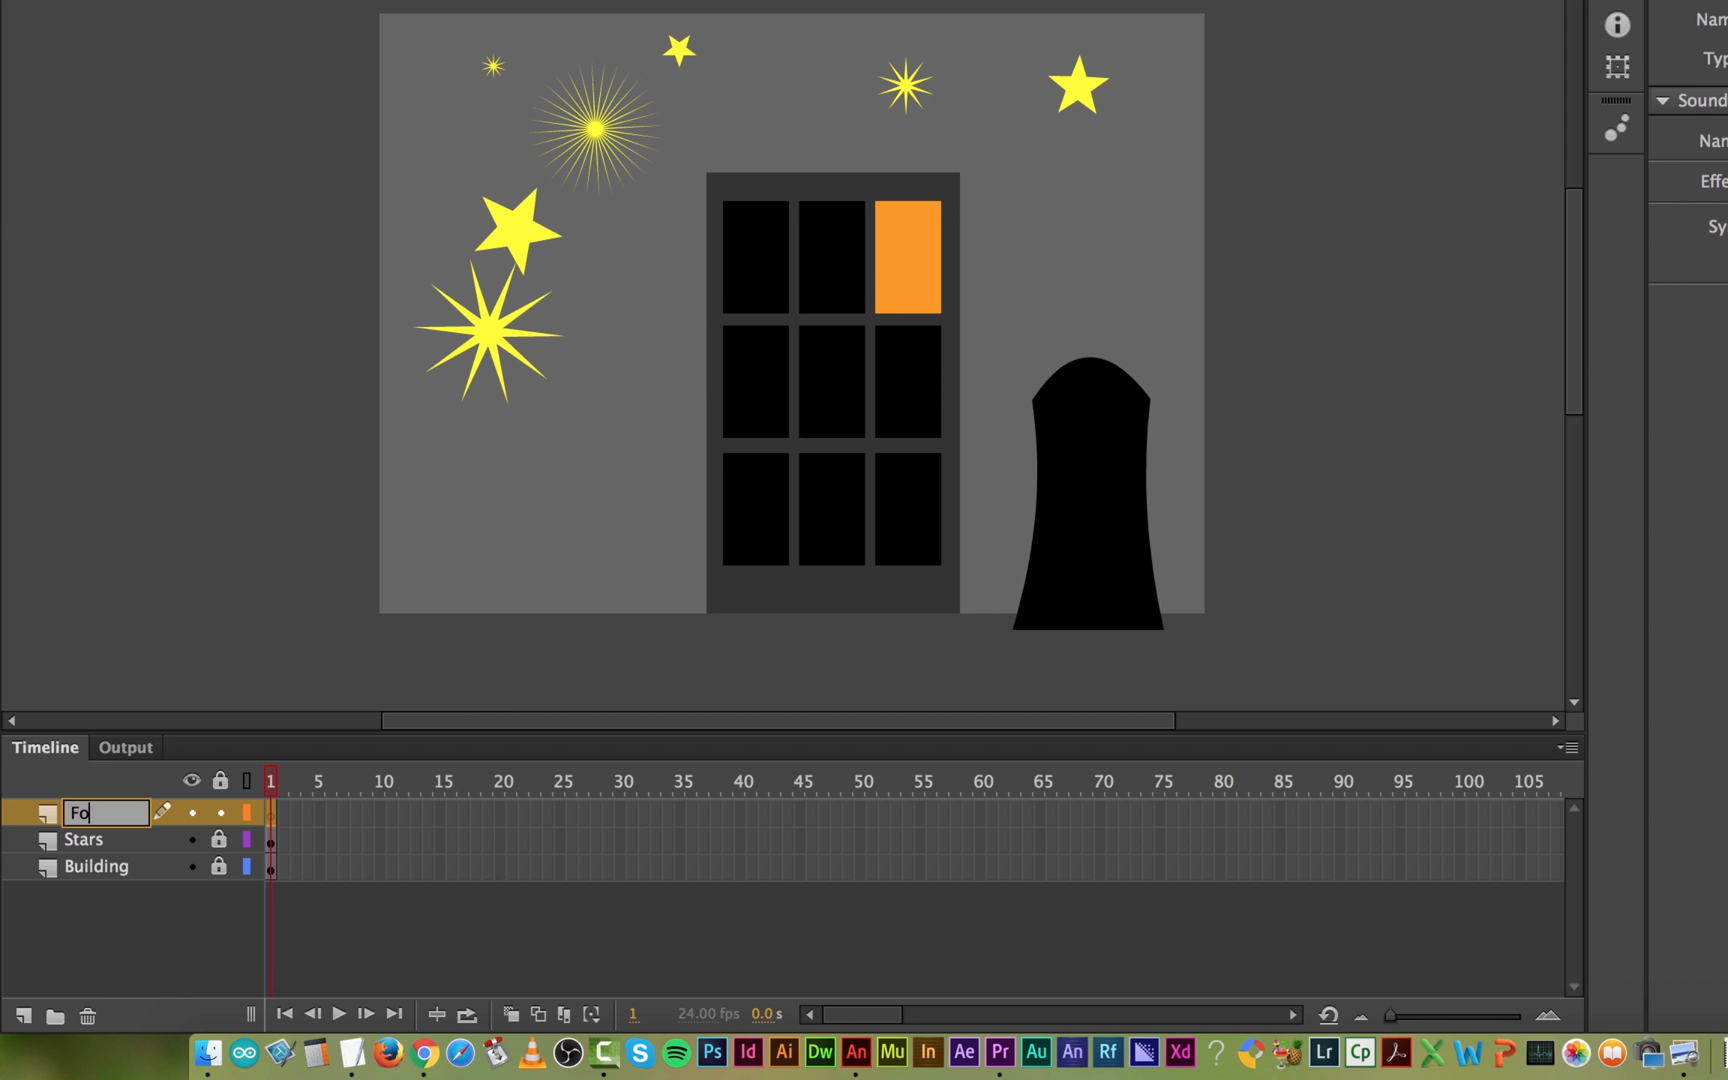 Nam
Typ
Sound
Nam
Effe
Sy
Timeline Output
1 5 10 15 20 25 30 35 40 45 50 55 60 65 70 75 80 85 90 95 100 105
Fo
Stars
Building
1 24.00 fps 0.0 s
Ps Id Ai Dw An Mu In Ae Pr Au An Rf Xd ? Lr Cp X W P